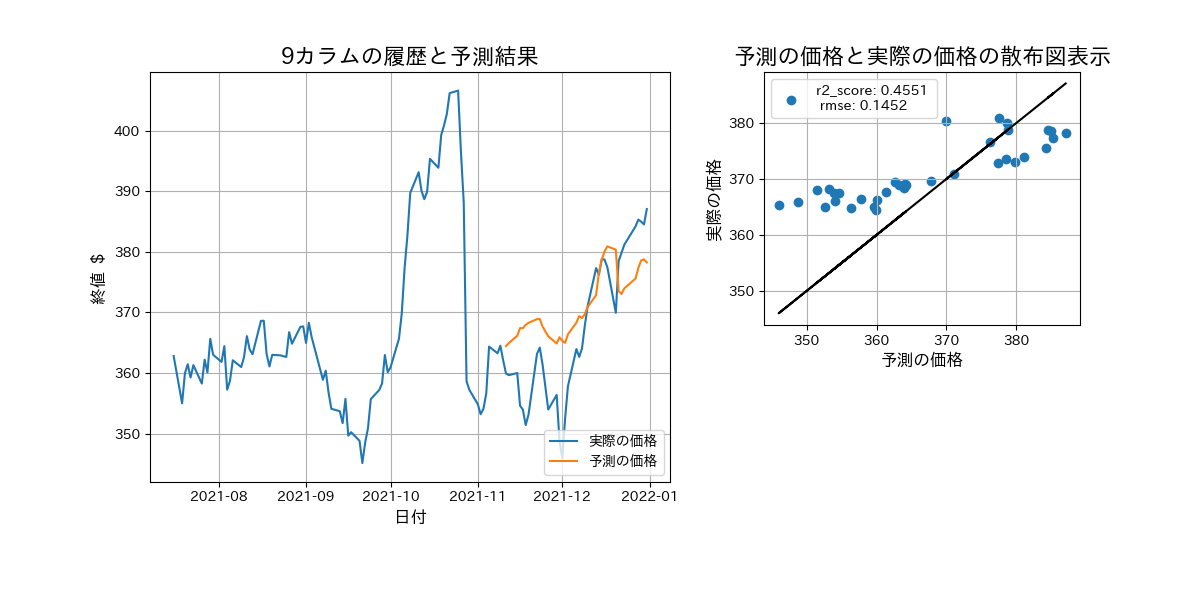 9カラムの履歴と予測結果
終値 $
400
390
380
370
360
350
2021-08 2021-09 2021-10 2021-11 2021-12 2022-01
日付
実際の価格
予測の価格
予測の価格と実際の価格の散布図表示
r2_score: 0.4551
rmse: 0.1452
実際の価格
380
370
360
350
350 360 370 380
予測の価格